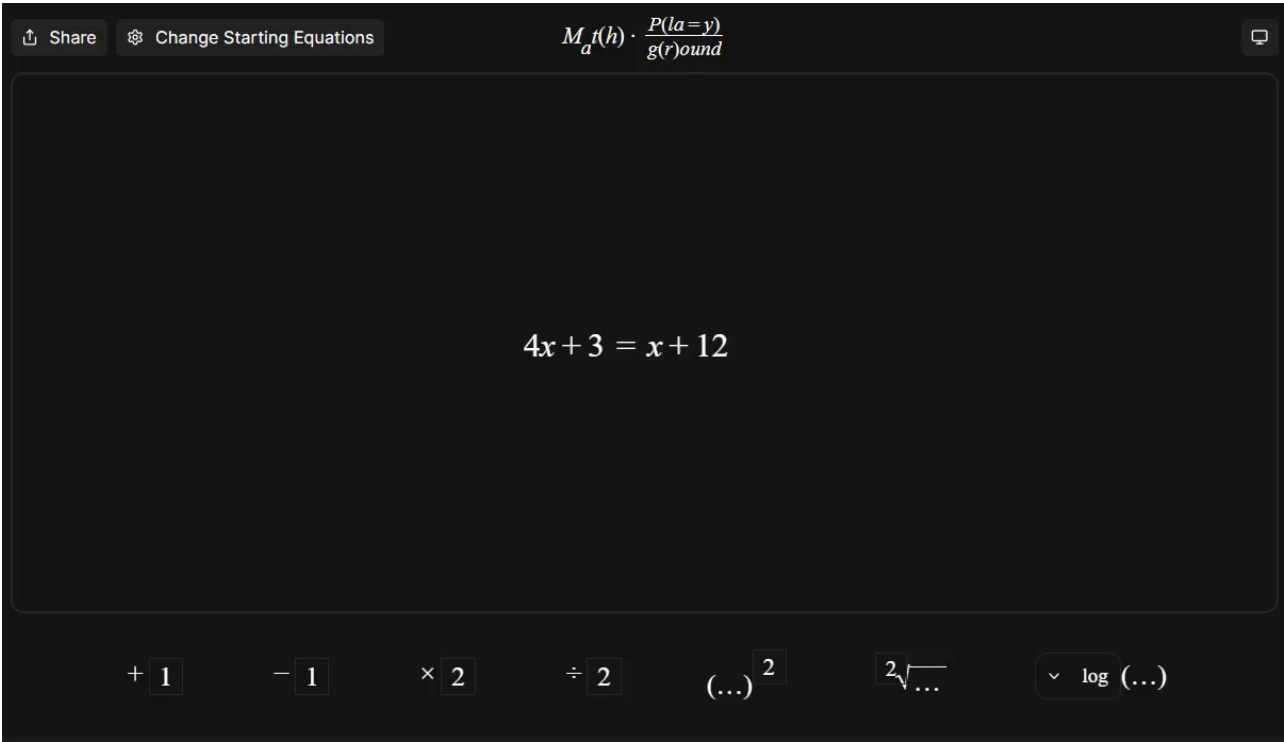 Share Change Starting Equations M_a t(h) · P(la=y)/g(r)ound
4x + 3 = x + 12
+ 1 − 1 × 2 ÷ 2 (...)² ²√... log (...)